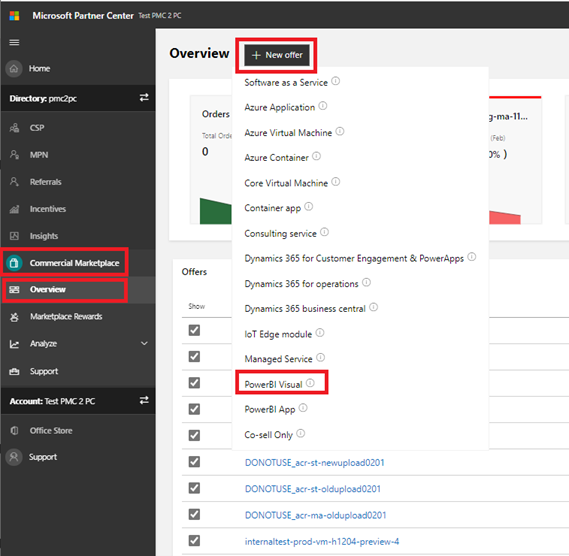 Microsoft Partner Center Test PMC 2 PC
Home
Directory: pmc2pc
CSP
MPN
Referrals
Incentives
Insights
Commercial Marketplace
Overview
Marketplace Rewards
Analyze
Support
Account: Test PMC 2 PC
Office Store
Support
Overview
+ New offer
Software as a Service
Azure Application
Azure Virtual Machine
Azure Container
Core Virtual Machine
Container app
Consulting service
Dynamics 365 for Customer Engagement & PowerApps
Dynamics 365 for operations
Dynamics 365 business central
IoT Edge module
Managed Service
PowerBI Visual
PowerBI App
Co-sell Only
Orders
Total Orde
0
g-ma-11...
(Feb)
0% )
Offers
Show
DONOTUSE_acr-st-newupload0201
DONOTUSE_acr-st-oldupload0201
DONOTUSE_acr-ma-oldupload0201
internaltest-prod-vm-h1204-preview-4